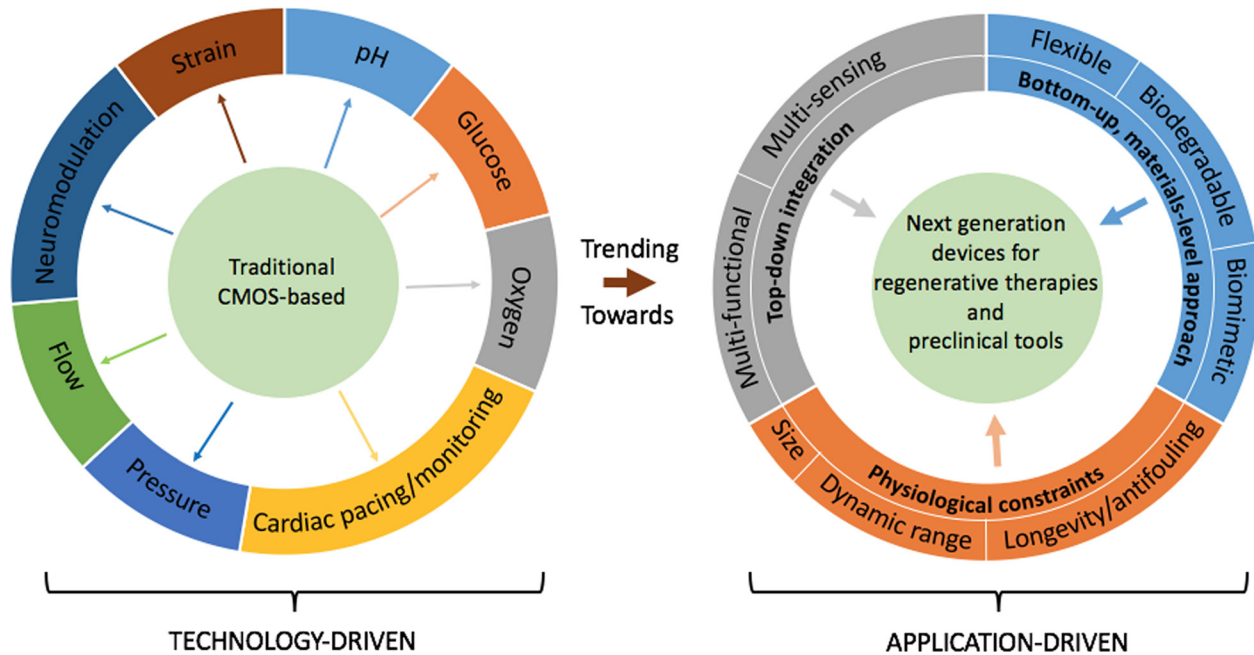 Strain
pH
Glucose
Oxygen
Cardiac pacing/monitoring
Pressure
Flow
Neuromodulation
Traditional
CMOS-based
TECHNOLOGY-DRIVEN
Trending
Towards
Multi-functional
Multi-sensing
Top-down integration
Flexible
Biodegradable
Biomimetic
Bottom-up, materials-level approach
Size
Dynamic range
Longevity/antifouling
Physiological constraints
Next generation
devices for
regenerative therapies
and
preclinical tools
APPLICATION-DRIVEN